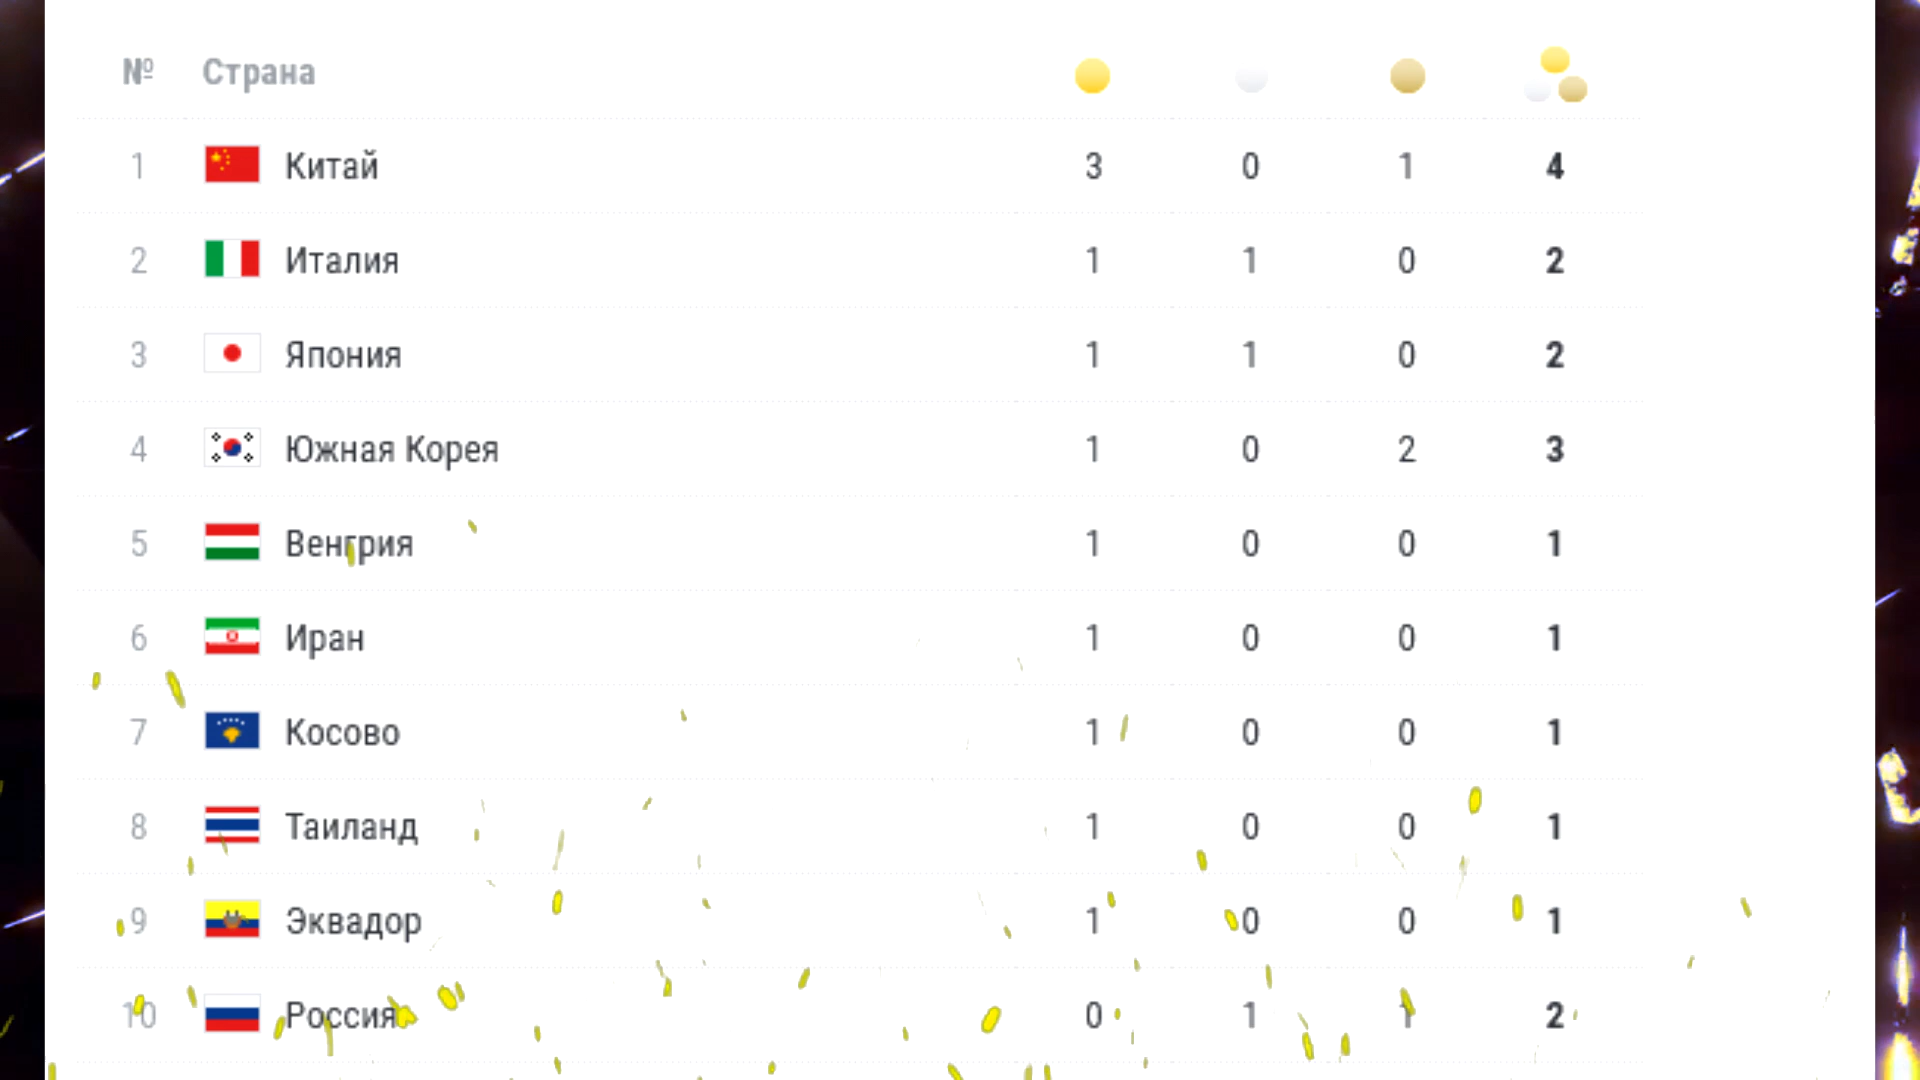 № Страна
1 Китай 3 0 1 4
2 Италия 1 1 0 2
3 Япония 1 1 0 2
4 Южная Корея 1 0 2 3
5 Венгрия 1 0 0 1
6 Иран 1 0 0 1
7 Косово 1 0 0 1
8 Таиланд 1 0 0 1
9 Эквадор 1 0 0 1
10 Россия 0 1 1 2